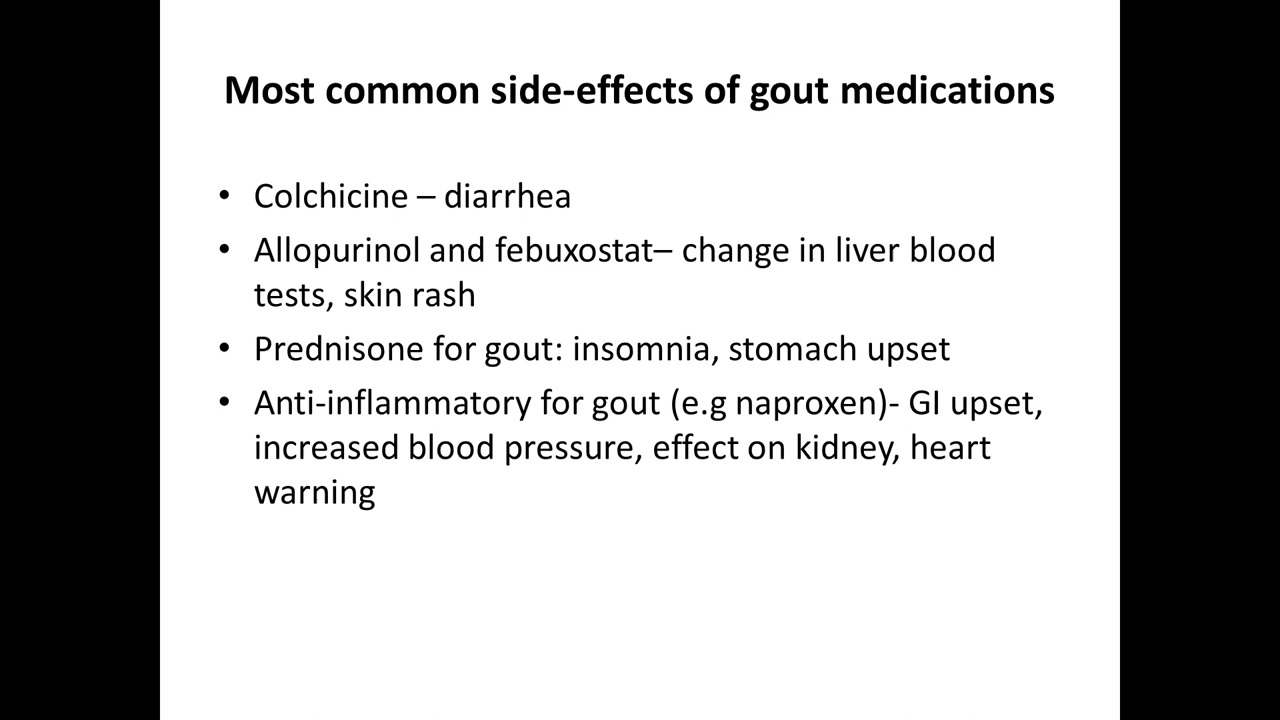 Most common side-effects of gout medications
• Colchicine – diarrhea
• Allopurinol and febuxostat– change in liver blood
tests, skin rash
• Prednisone for gout: insomnia, stomach upset
• Anti-inflammatory for gout (e.g naproxen)- GI upset,
increased blood pressure, effect on kidney, heart
warning